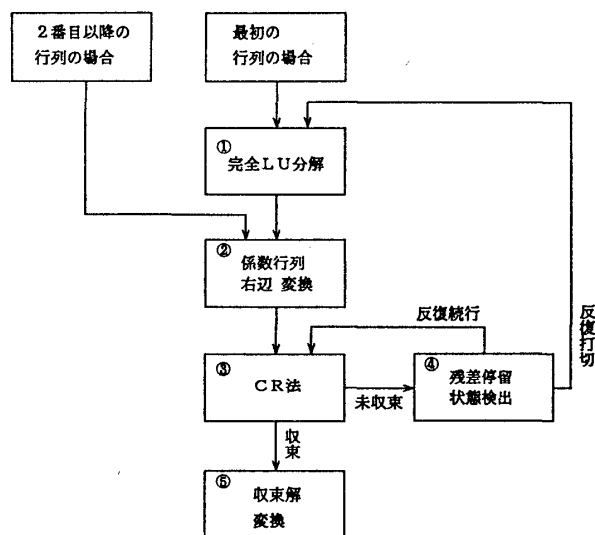 ２番目以降の
行列の場合
最初の
行列の場合
①
完全ＬＵ分解
②
係数行列
右辺 変換
反復続行
反復打切
③
ＣＲ法
未収束
④
残差停留
状態検出
収束
⑤
収束解
変換